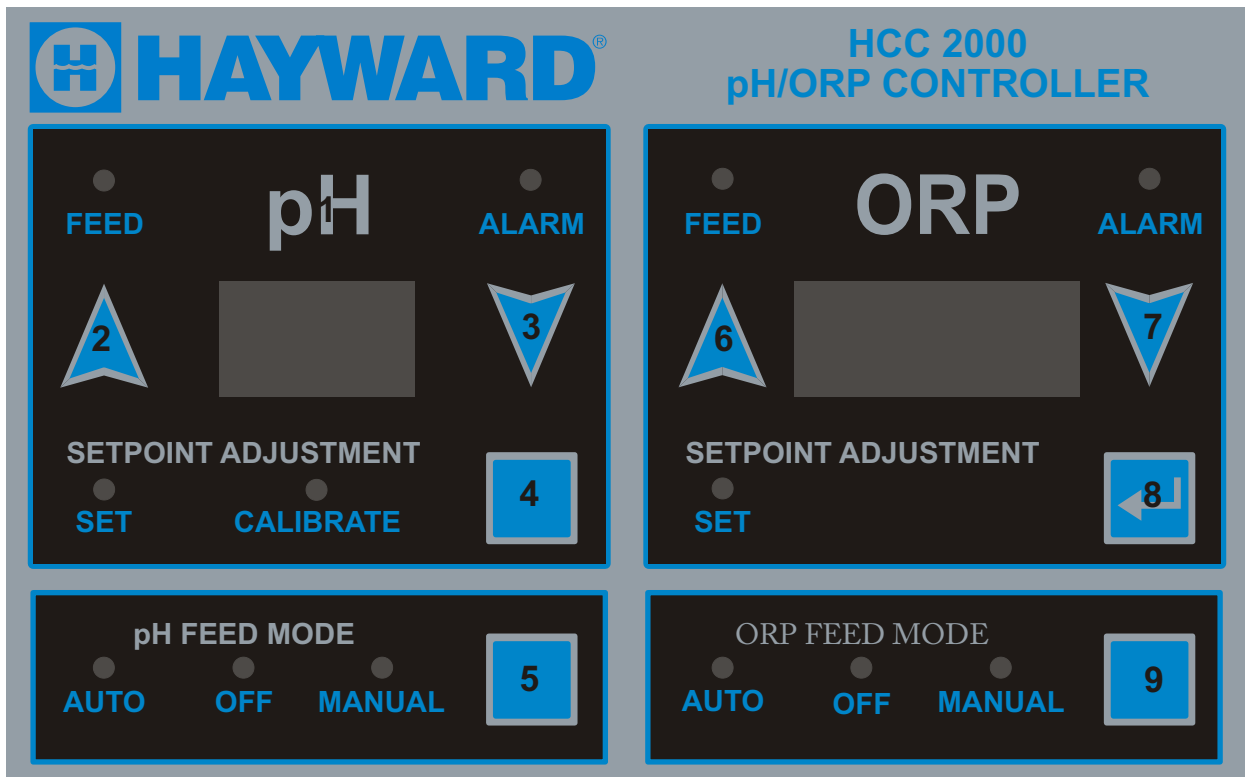 HAYWARD®
HCC 2000
pH/ORP CONTROLLER
FEED
pH
1
ALARM
2
3
SETPOINT ADJUSTMENT
SET
CALIBRATE
4
FEED
ORP
ALARM
6
7
SETPOINT ADJUSTMENT
SET
8
pH FEED MODE
AUTO
OFF
MANUAL
5
ORP FEED MODE
AUTO
OFF
MANUAL
9